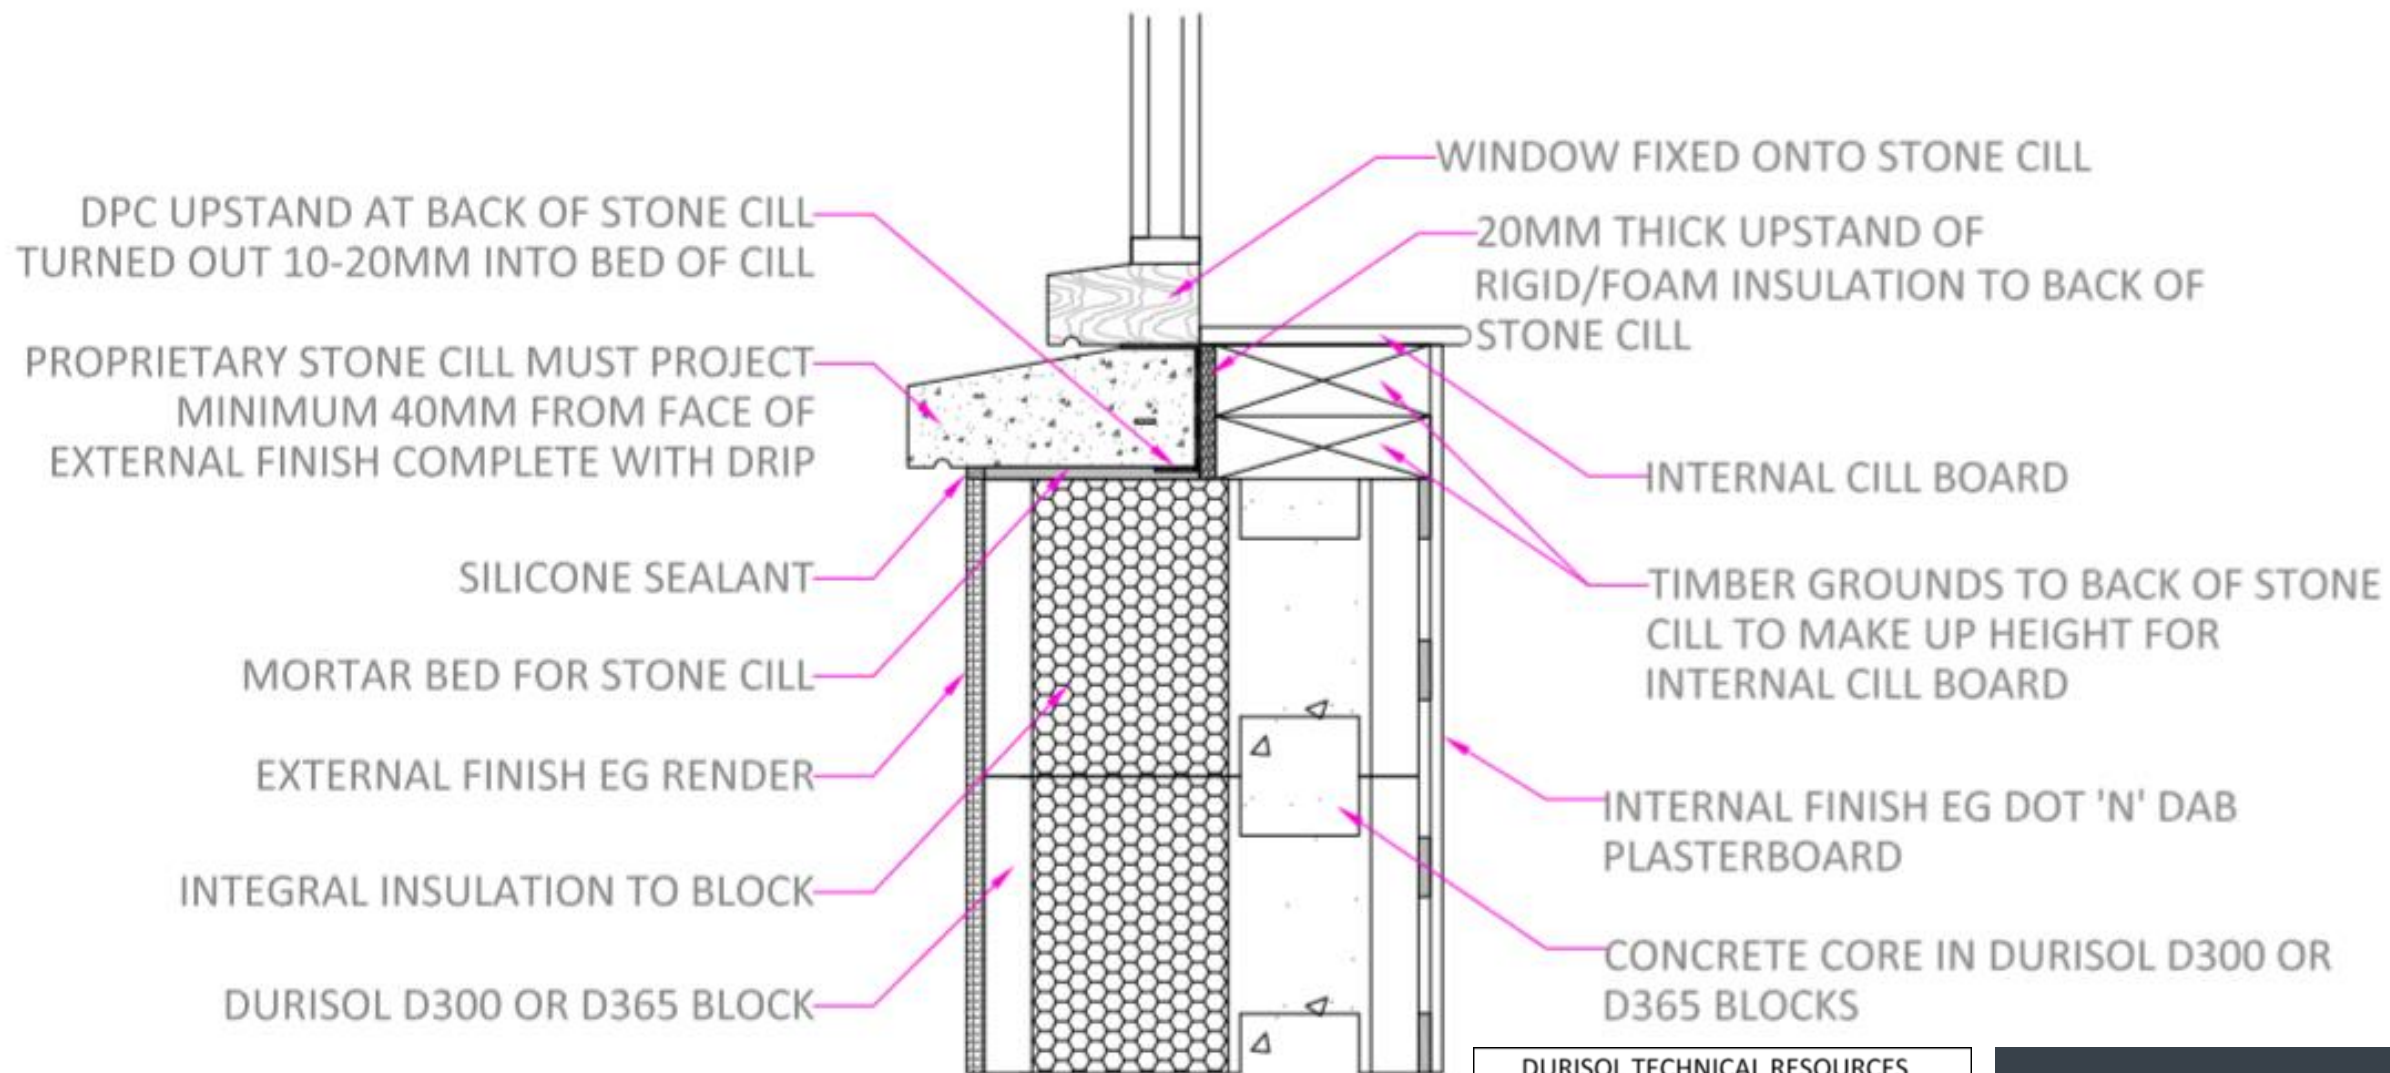 DPC UPSTAND AT BACK OF STONE CILL
TURNED OUT 10-20MM INTO BED OF CILL
PROPRIETARY STONE CILL MUST PROJECT
MINIMUM 40MM FROM FACE OF
EXTERNAL FINISH COMPLETE WITH DRIP
SILICONE SEALANT
MORTAR BED FOR STONE CILL
EXTERNAL FINISH EG RENDER
INTEGRAL INSULATION TO BLOCK
DURISOL D300 OR D365 BLOCK
WINDOW FIXED ONTO STONE CILL
20MM THICK UPSTAND OF
RIGID/FOAM INSULATION TO BACK OF
STONE CILL
INTERNAL CILL BOARD
TIMBER GROUNDS TO BACK OF STONE
CILL TO MAKE UP HEIGHT FOR
INTERNAL CILL BOARD
INTERNAL FINISH EG DOT 'N' DAB
PLASTERBOARD
CONCRETE CORE IN DURISOL D300 OR
D365 BLOCKS
DURISOL TECHNICAL RESOURCES